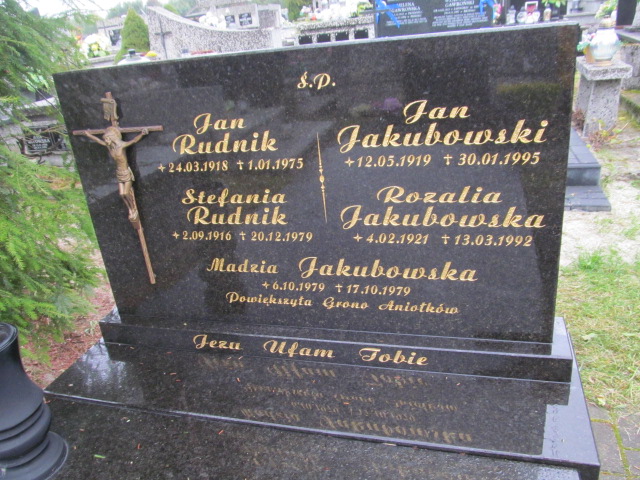 Ś.P.
Jan
Rudnik
+ 24.03.1918 ✝ 1.01.1975
Stefania
Rudnik
+ 2.09.1916 ✝ 20.12.1979
Jan
Jakubowski
+ 12.05.1919 ✝ 30.01.1995
Rozalia
Jakubowska
+ 4.02.1921 ✝ 13.03.1992
Madzia Jakubowska
+ 6.10.1979 ✝ 17.10.1979
Powiększyła Grono Aniołków
Jezu Ufam Tobie